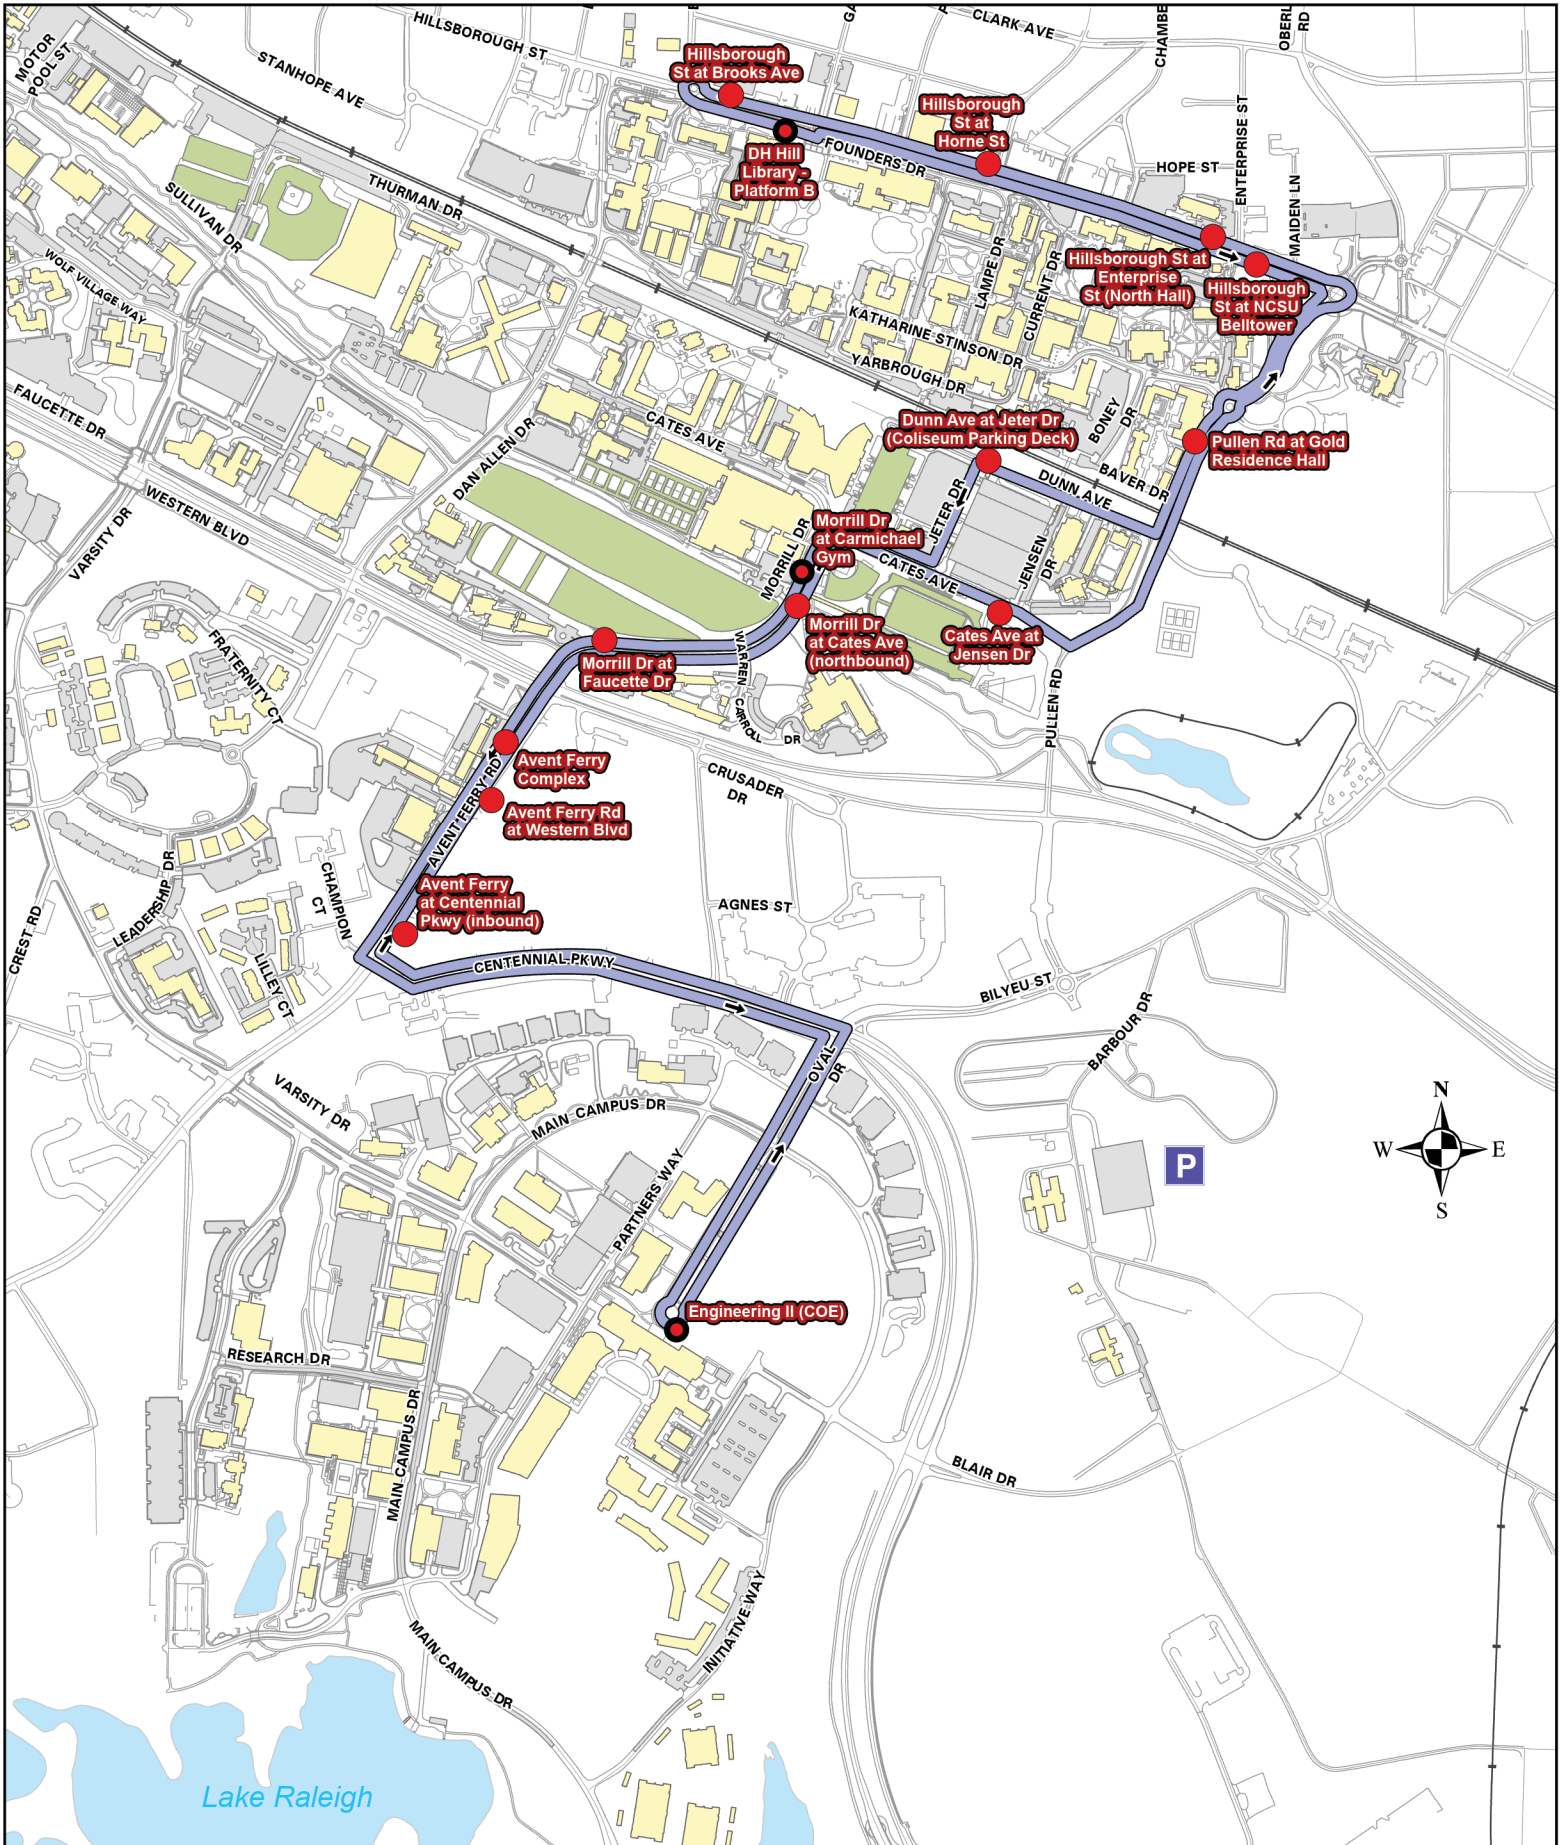 HILLSBOROUGH ST
CLARK AVE
OBERL
RD
CHAMBE
GA
MOTOR
POOL ST
STANHOPE AVE
Hillsborough
St at Brooks Ave
Hillsborough
St at
Horne St
ENTERPRISE ST
HOPE ST
MAIDEN LN
FOUNDERS DR
DH Hill
Library -
Platform B
THURMAN DR
SULLIVAN DR
WOLF VILLAGE WAY
LAMPE DR
CURRENT DR
Hillsborough St at
Enterprise
St (North Hall)
Hillsborough
St at NCSU
Belltower
KATHARINE STINSON DR
YARBROUGH DR
FAUCETTE DR
CATES AVE
DAN ALLEN DR
Dunn Ave at Jeter Dr
(Coliseum Parking Deck)
BONEY
DR
Pullen Rd at Gold
Residence Hall
BAVER DR
DUNN AVE
JETER DR
WESTERN BLVD
VARSITY DR
Morrill Dr
at Carmichael
Gym
MORRILL DR
CATES AVE
JENSEN
DR
Morrill Dr
at Cates Ave
(northbound)
Cates Ave at
Jensen Dr
Morrill Dr at
Faucette Dr
WARREN CARROLL DR
PULLEN RD
FRATERNITY CT
Avent Ferry
Complex
AVENT FERRY RD
Avent Ferry Rd
at Western Blvd
CRUSADER
DR
LEADERSHIP DR
CHAMPION
CT
Avent Ferry
at Centennial
Pkwy (inbound)
AGNES ST
CREST RD
LILLEY CT
CENTENNIAL PKWY
BILYEU ST
BARBOUR DR
OVAL
DR
VARSITY DR
MAIN CAMPUS DR
N
W
E
S
P
PARTNERS WAY
Engineering II (COE)
RESEARCH DR
MAIN CAMPUS DR
BLAIR DR
INITIATIVE WAY
MAIN CAMPUS DR
Lake Raleigh